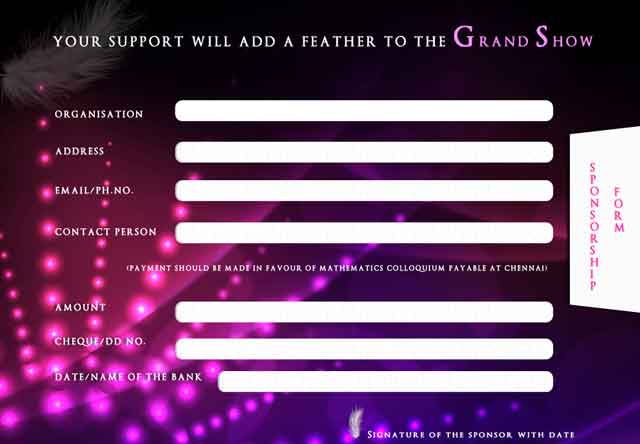 YOUR SUPPORT WILL ADD A FEATHER TO THE GRAND SHOW
ORGANISATION
ADDRESS
EMAIL/PH.NO.
CONTACT PERSON
(PAYMENT SHOULD BE MADE IN FAVOUR OF MATHEMATICS COLLOQUIUM PAYABLE AT CHENNAI)
AMOUNT
CHEQUE/DD NO.
DATE/NAME OF THE BANK
SIGNATURE OF THE SPONSOR WITH DATE
SPONSORSHIP
FORM